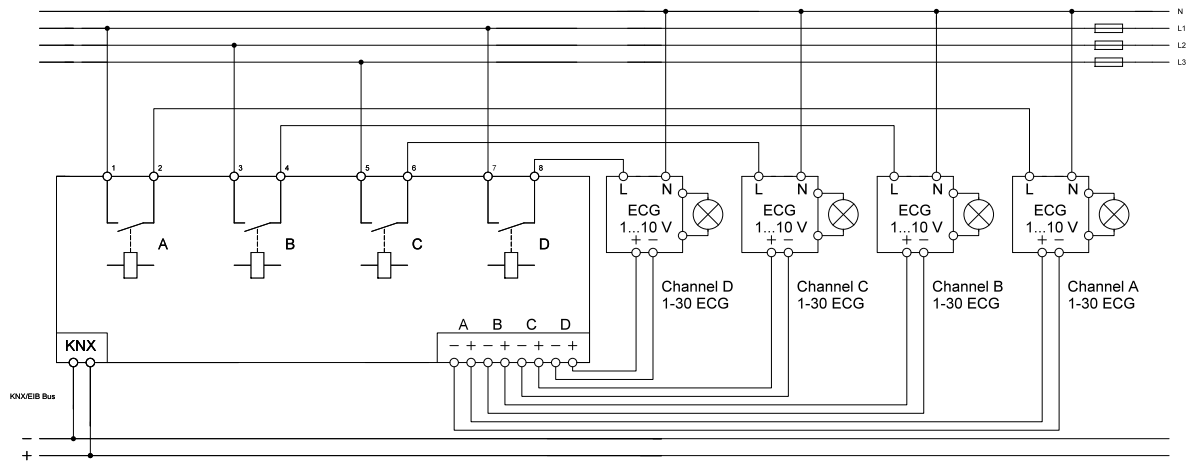 N
L1
L2
L3
1 2 3 4 5 6 7 8
L N L N L N L N
ECG ECG ECG ECG
1...10 V 1...10 V 1...10 V 1...10 V
+ − + − + − + −
A B C D
Channel D Channel C Channel B Channel A
1-30 ECG 1-30 ECG 1-30 ECG 1-30 ECG
A B C D
KNX − + − + − + − +
KNX/EIB Bus
−
+